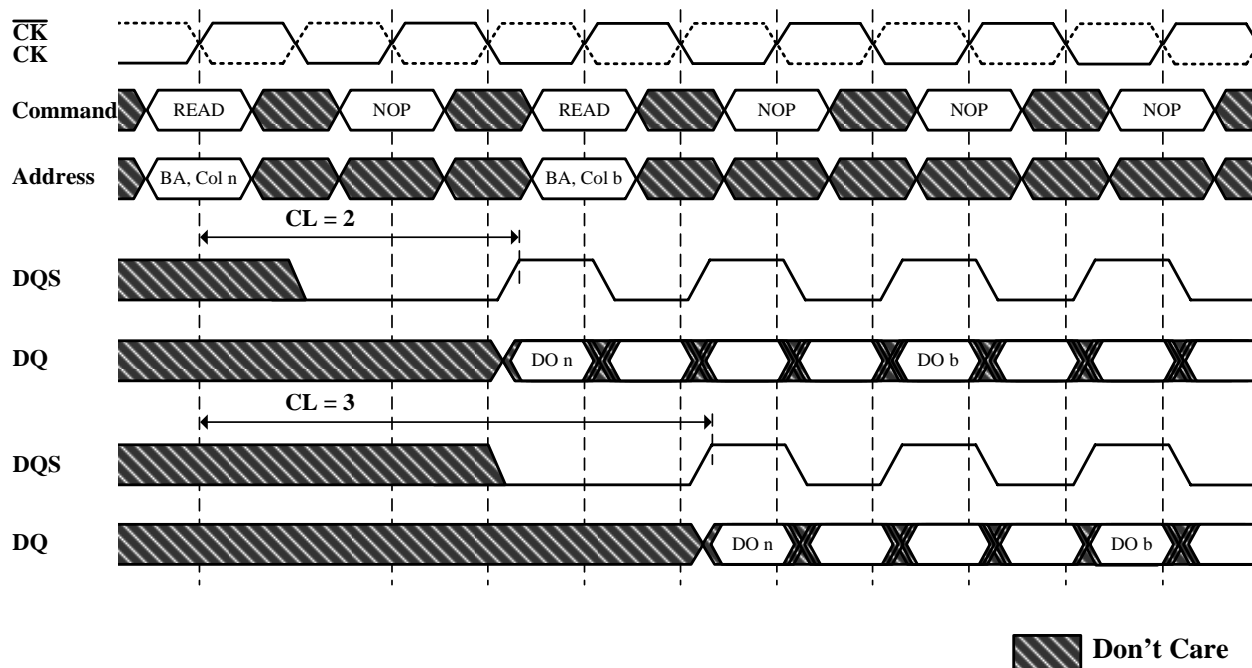 CK
CK
Command READ NOP READ NOP NOP NOP
Address BA, Col n BA, Col b
CL = 2
DQS
DQ DO n DO b
CL = 3
DQS
DQ DO n DO b
Don't Care